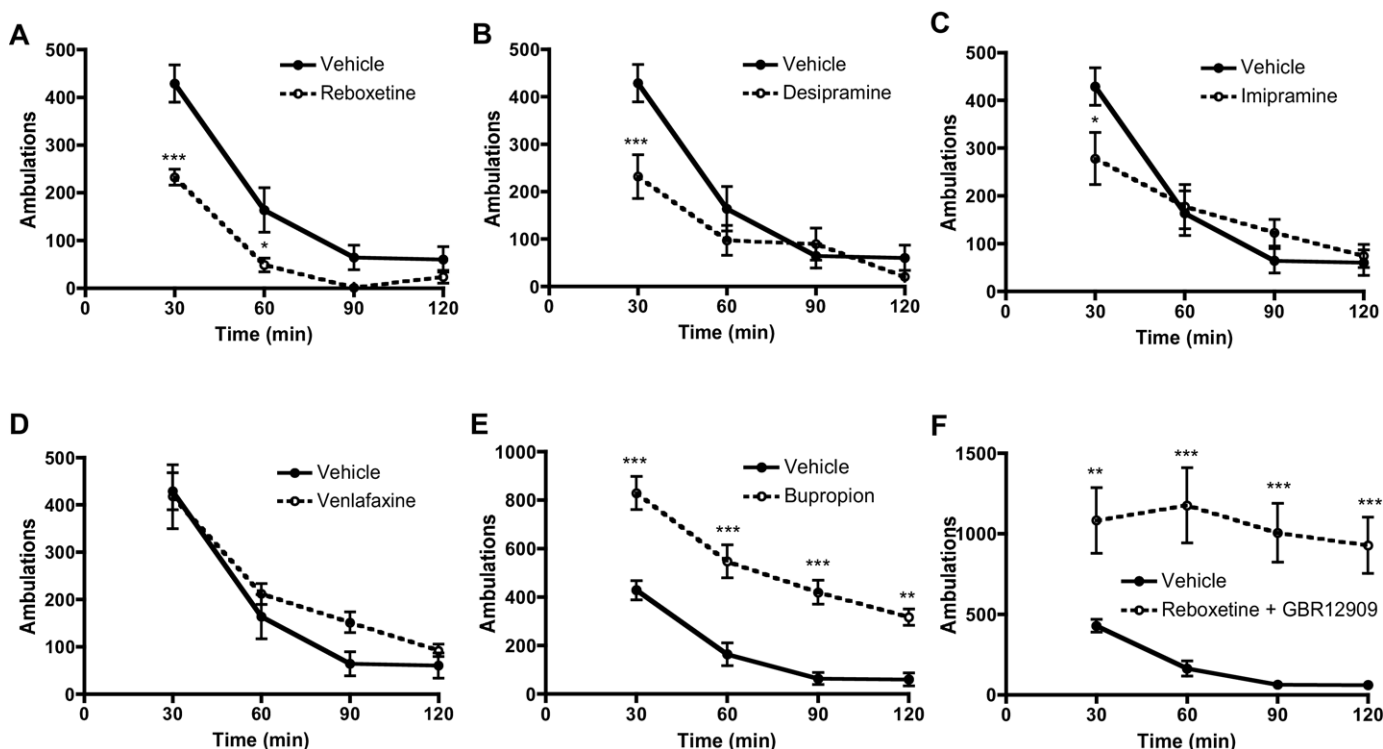 A
500
400
300
200
100
0
Ambulations
Vehicle
Reboxetine
***
*
0
30
60
90
120
Time (min)
B
500
400
300
200
100
0
Ambulations
Vehicle
Desipramine
***
0
30
60
90
120
Time (min)
C
500
400
300
200
100
0
Ambulations
Vehicle
Imipramine
*
0
30
60
90
120
Time (min)
D
500
400
300
200
100
0
Ambulations
Vehicle
Venlafaxine
0
30
60
90
120
Time (min)
E
1000
800
600
400
200
0
Ambulations
Vehicle
Bupropion
***
***
***
**
0
30
60
90
120
Time (min)
F
1500
1000
500
0
Ambulations
**
***
***
***
Vehicle
Reboxetine + GBR12909
0
30
60
90
120
Time (min)